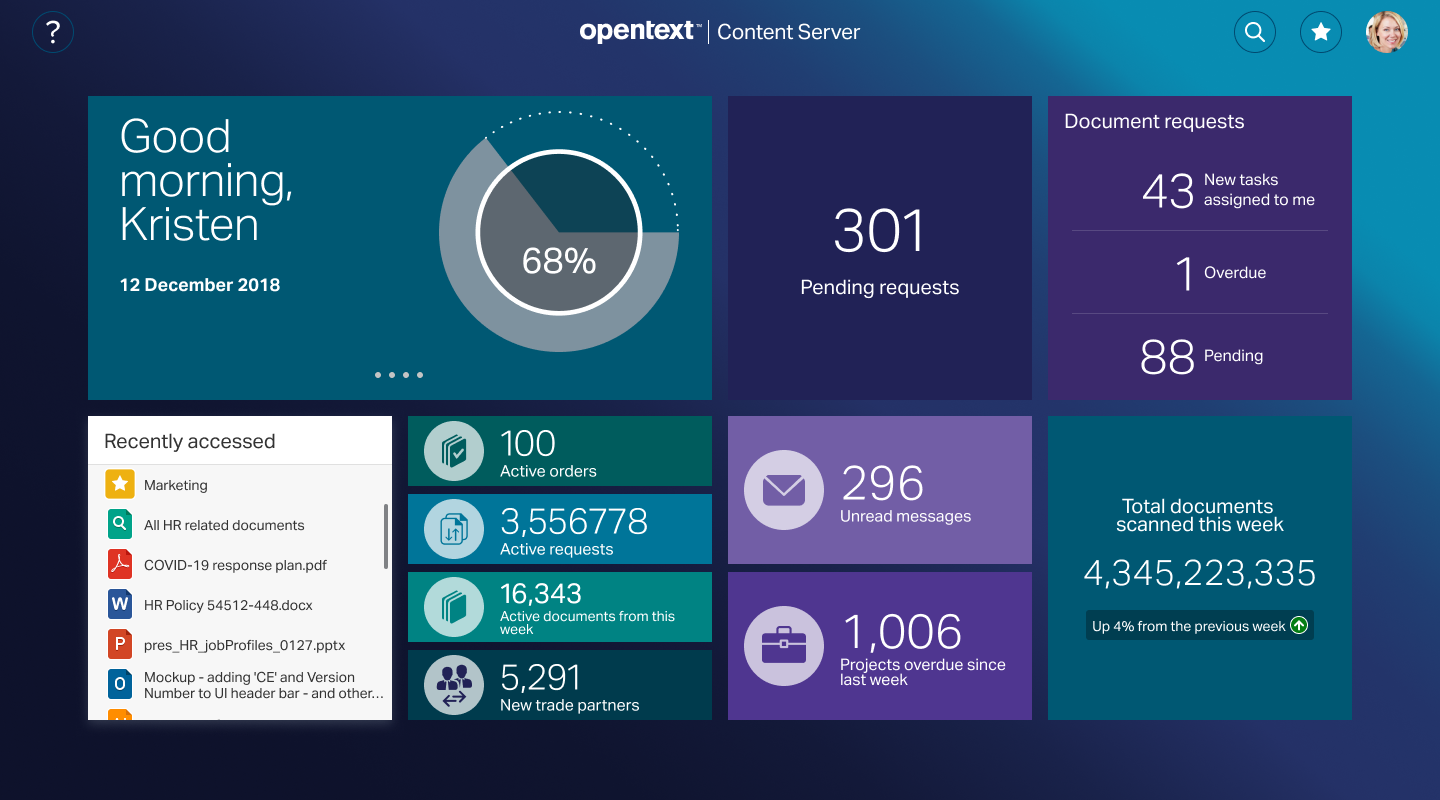 ?
opentext™ | Content Server
Good
morning,
Kristen
12 December 2018
68%
301
Pending requests
Document requests
43 New tasks
assigned to me
1 Overdue
88 Pending
Recently accessed
Marketing
All HR related documents
COVID-19 response plan.pdf
W HR Policy 54512-448.docx
P pres_HR_jobProfiles_0127.pptx
O Mockup - adding 'CE' and Version
Number to UI header bar - and other...
100
Active orders
3,556778
Active requests
16,343
Active documents from this
week
5,291
New trade partners
296
Unread messages
1,006
Projects overdue since
last week
Total documents
scanned this week
4,345,223,335
Up 4% from the previous week